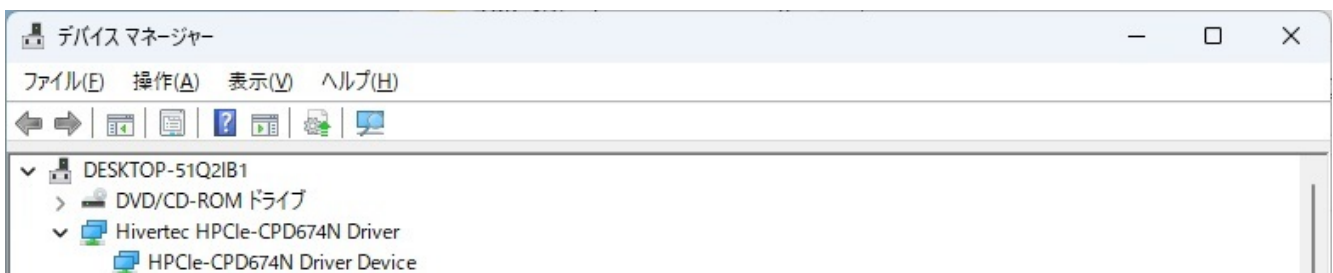 デバイス マネージャー
ファイル(F) 操作(A) 表示(V) ヘルプ(H)
DESKTOP-51Q2IB1
DVD/CD-ROM ドライブ
Hivertec HPCIe-CPD674N Driver
HPCIe-CPD674N Driver Device